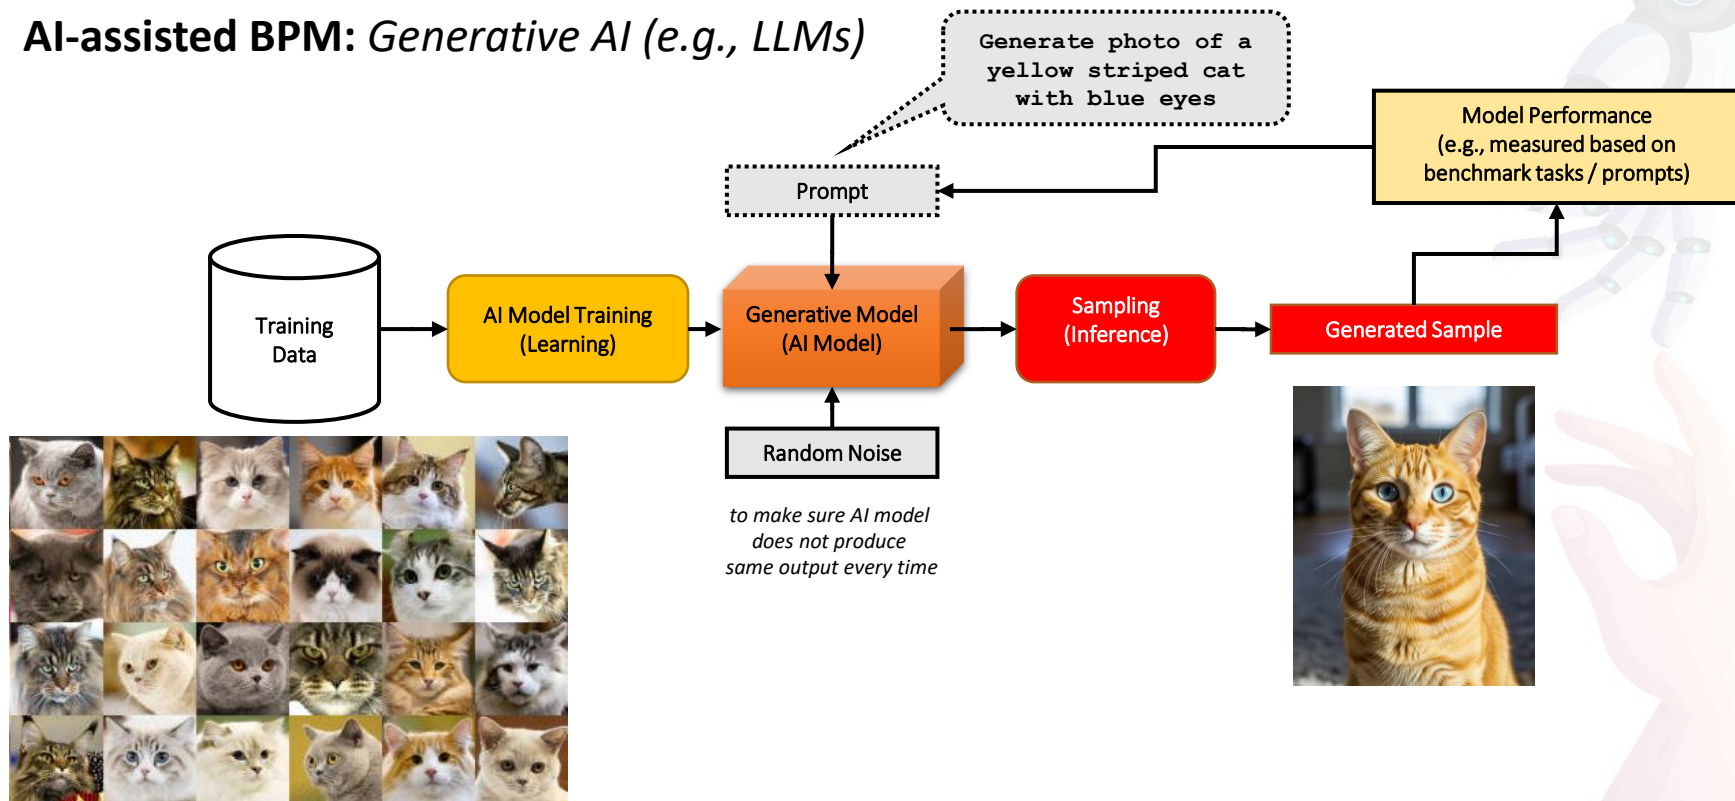 AI-assisted BPM: Generative AI (e.g., LLMs)
Generate photo of a
yellow striped cat
with blue eyes
Model Performance
(e.g., measured based on
benchmark tasks / prompts)
Prompt
Training
Data
AI Model Training
(Learning)
Generative Model
(AI Model)
Sampling
(Inference)
Generated Sample
Random Noise
to make sure AI model
does not produce
same output every time